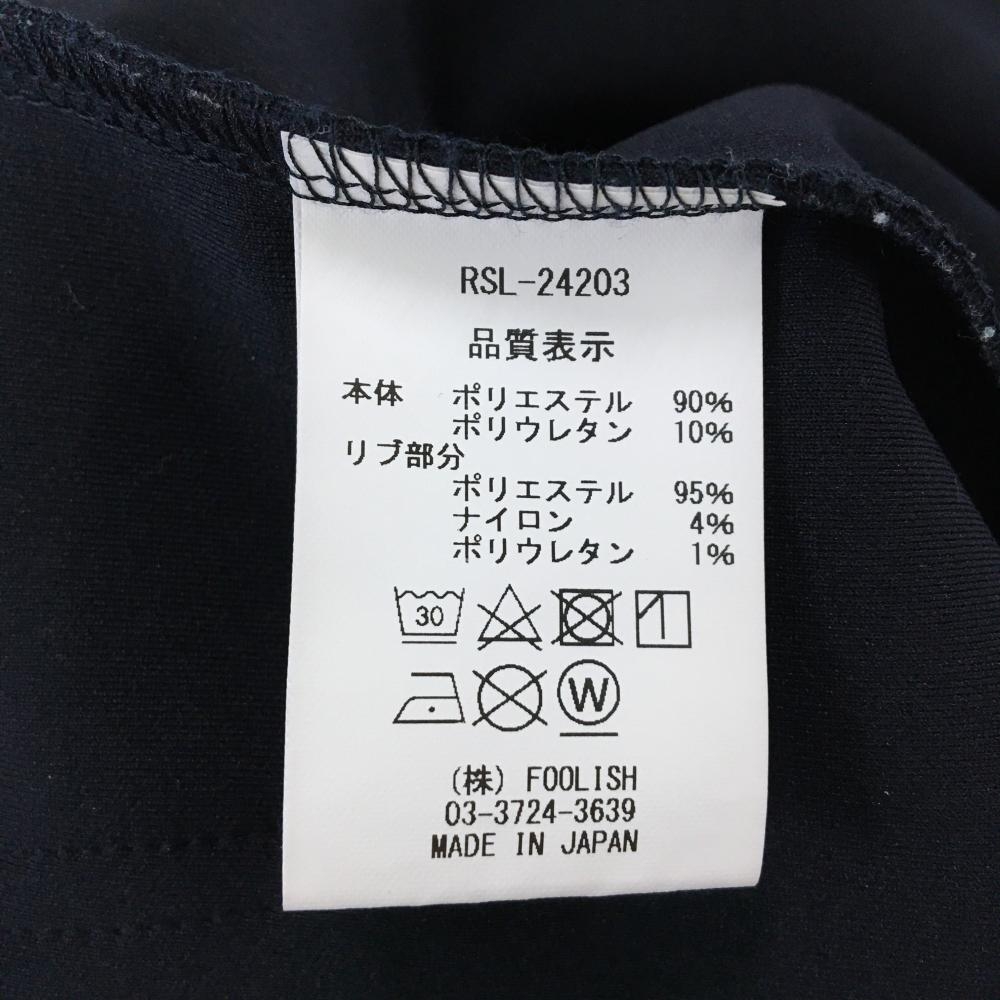 RSL-24203
品質表示
本体 ポリエステル 90%
ポリウレタン 10%
リブ部分
ポリエステル 95%
ナイロン 4%
ポリウレタン 1%
30
W
(株) FOOLISH
03-3724-3639
MADE IN JAPAN